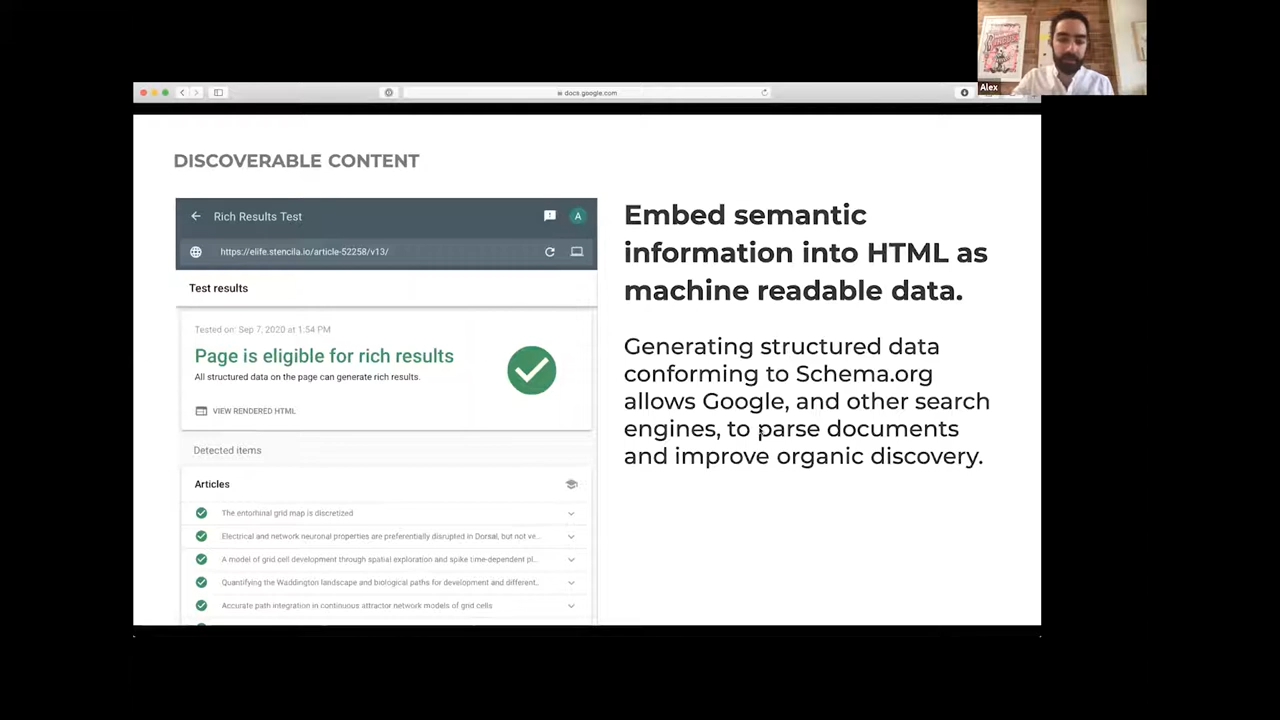 Alex
docs.google.com
DISCOVERABLE CONTENT
Rich Results Test
A
https://elife.stencila.io/article-52258/v13/
Test results
Tested on: Sep 7, 2020 at 1:54 PM
Page is eligible for rich results
All structured data on the page can generate rich results.
VIEW RENDERED HTML
Detected items
Articles
The entorhinal grid map is discretized
Electrical and network neuronal properties are preferentially disrupted in Dorsal, but not ve...
A model of grid cell development through spatial exploration and spike time-dependent pl...
Quantifying the Waddington landscape and biological paths for development and different..
Accurate path integration in continuous attractor network models of grid cells
Embed semantic
information into HTML as
machine readable data.
Generating structured data
conforming to Schema.org
allows Google, and other search
engines, to parse documents
and improve organic discovery.